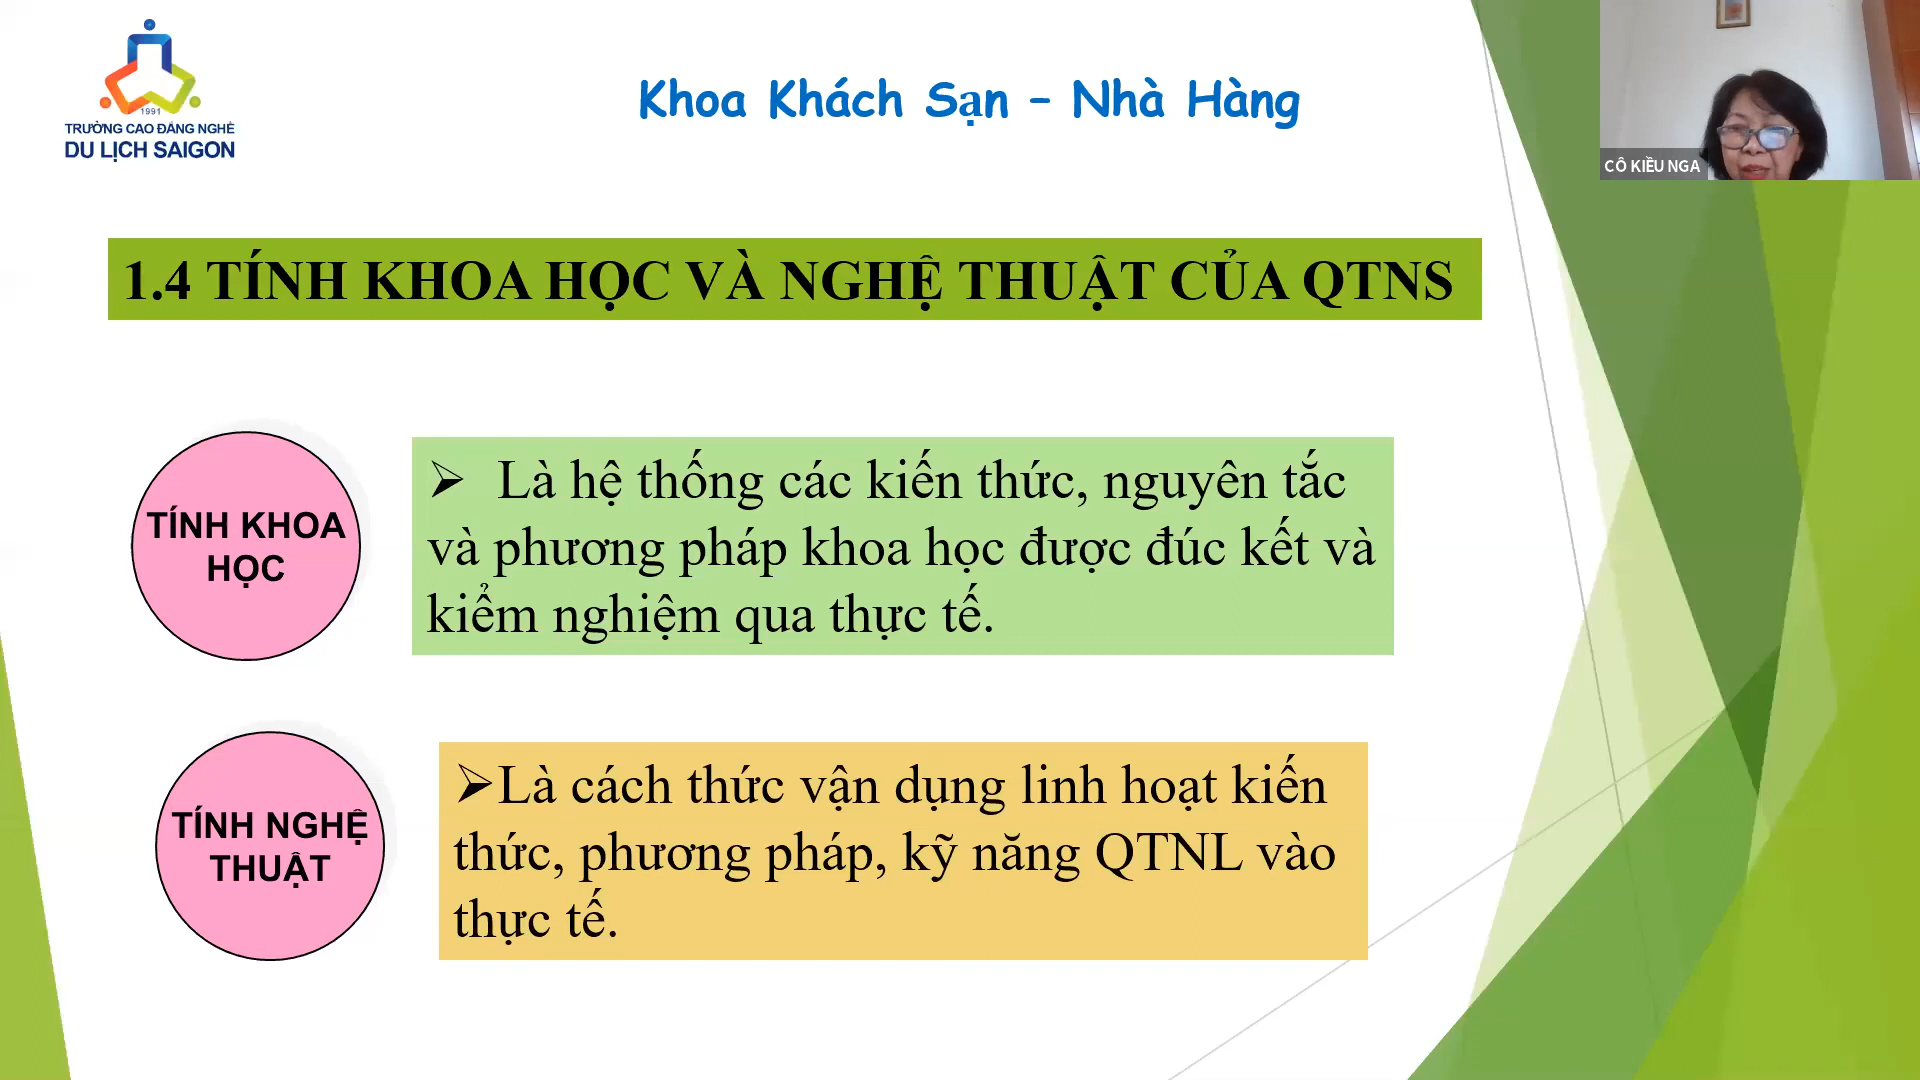 1991
TRƯỜNG CAO ĐẲNG NGHỀ
DU LỊCH SAIGON
Khoa Khách Sạn – Nhà Hàng
CÔ KIỀU NGA
1.4 TÍNH KHOA HỌC VÀ NGHỆ THUẬT CỦA QTNS
TÍNH KHOA
HỌC
➢ Là hệ thống các kiến thức, nguyên tắc
và phương pháp khoa học được đúc kết và
kiểm nghiệm qua thực tế.
TÍNH NGHỆ
THUẬT
➢Là cách thức vận dụng linh hoạt kiến
thức, phương pháp, kỹ năng QTNL vào
thực tế.